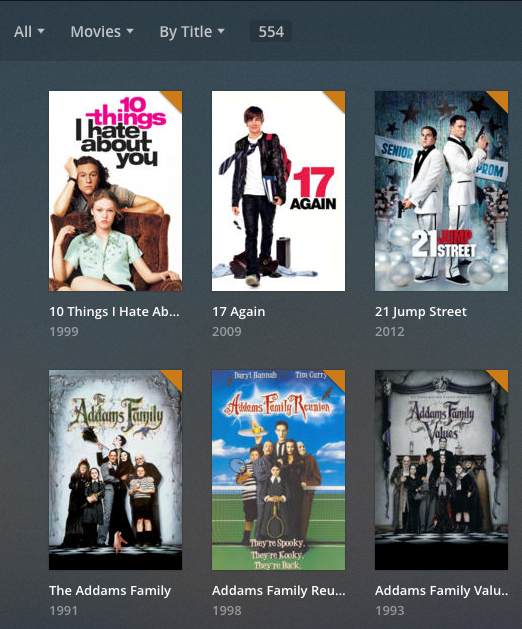 All Movies By Title 554
10
things
I hate
about
you
17
AGAIN
SENIOR
PROM
21 JUMP
STREET
10 Things I Hate Ab...
17 Again
21 Jump Street
1999
2009
2012
The
Addams Family
Daryl Hannah Tim Curry
Addams Family Reunion
They're Spooky.
They're Kooky.
They're Back.
Addams Family
Values
The Addams Family
Addams Family Reu...
Addams Family Valu...
1991
1998
1993